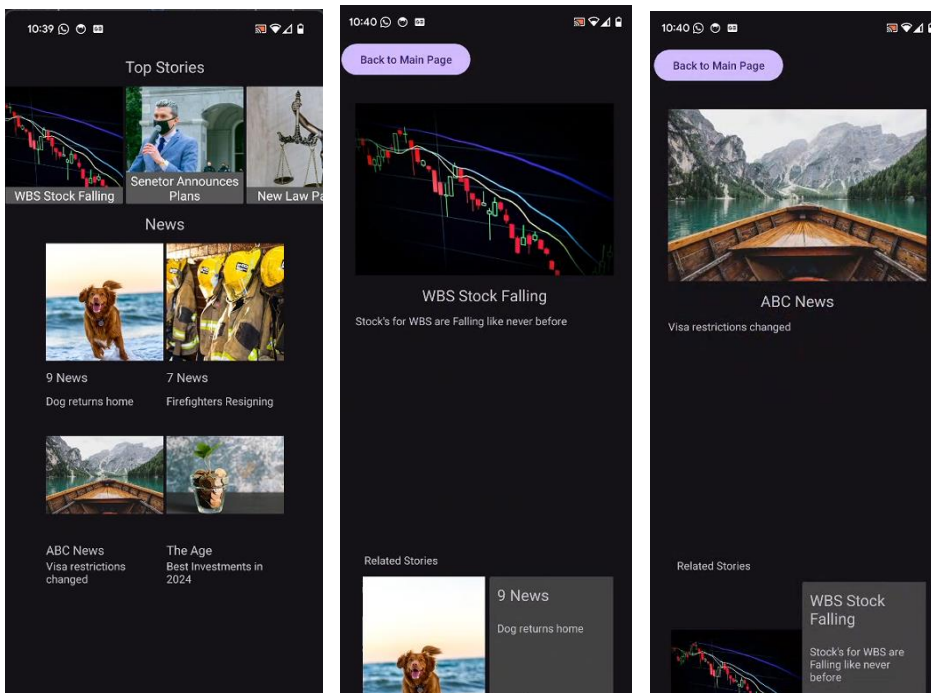 10:39
Top Stories
WBS Stock Falling
Senetor Announces
Plans
New Law Pa
News
9 News
Dog returns home
7 News
Firefighters Resigning
ABC News
Visa restrictions
changed
The Age
Best Investments in
2024
10:40
Back to Main Page
WBS Stock Falling
Stock's for WBS are Falling like never before
Related Stories
9 News
Dog returns home
10:40
Back to Main Page
ABC News
Visa restrictions changed
Related Stories
WBS Stock
Falling
Stock's for WBS are
Falling like never
before